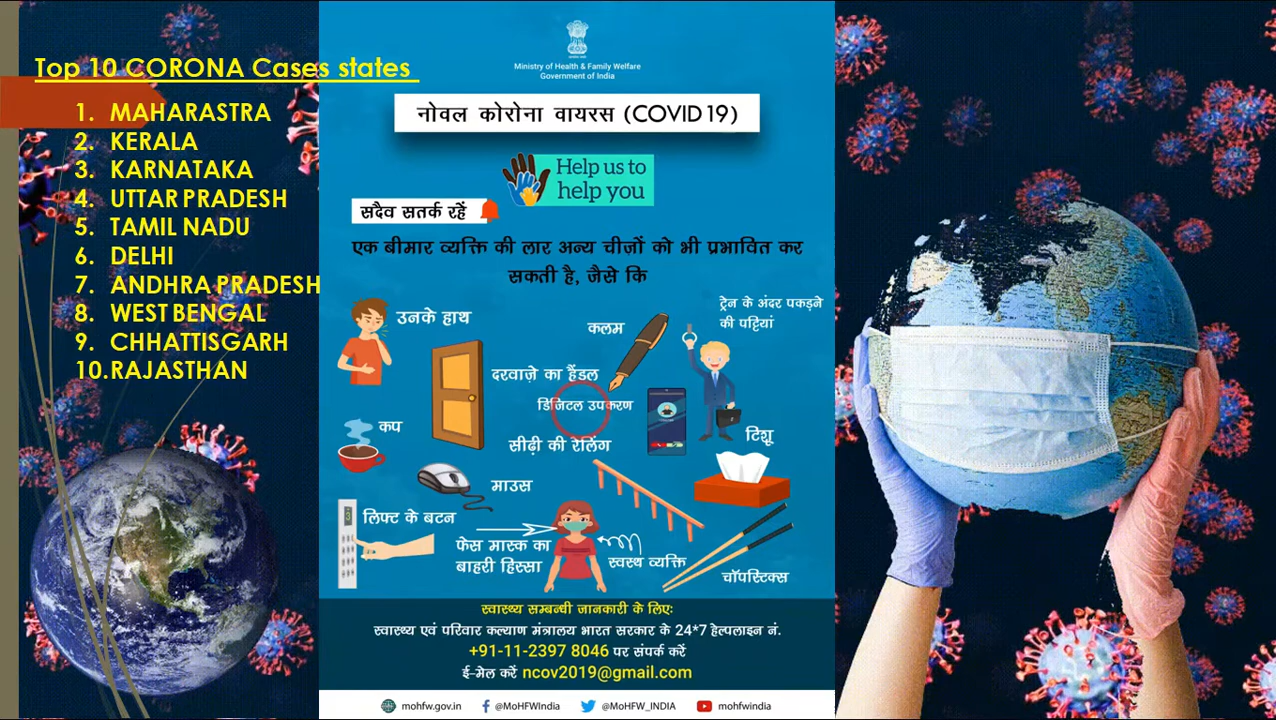 Top 10 CORONA Cases states
1. MAHARASTRA
2. KERALA
3. KARNATAKA
4. UTTAR PRADESH
5. TAMIL NADU
6. DELHI
7. ANDHRA PRADESH
8. WEST BENGAL
9. CHHATTISGARH
10. RAJASTHAN
Ministry of Health & Family Welfare
Government of India
नोवल कोरोना वायरस (COVID 19)
Help us to
help you
सदैव सतर्क रहें
एक बीमार व्यक्ति की लार अन्य चीज़ों को भी प्रभावित कर
सकती है, जैसे कि
उनके हाथ
कलम
ट्रेन के अंदर पकड़ने
की पट्टियां
दरवाज़े का हैंडल
डिजिटल उपकरण
कप
सीढ़ी की रेलिंग
टिशू
माउस
लिफ्ट के बटन
फेस मास्क का
बाहरी हिस्सा
स्वस्थ व्यक्ति
चॉपस्टिक्स
स्वास्थ्य सम्बन्धी जानकारी के लिए:
स्वास्थ्य एवं परिवार कल्याण मंत्रालय भारत सरकार के 24*7 हेल्पलाइन नं.
+91-11-2397 8046 पर संपर्क करें
ई-मेल करें ncov2019@gmail.com
mohfw.gov.in @MoHFWIndia @MoHFW_INDIA mohfwindia